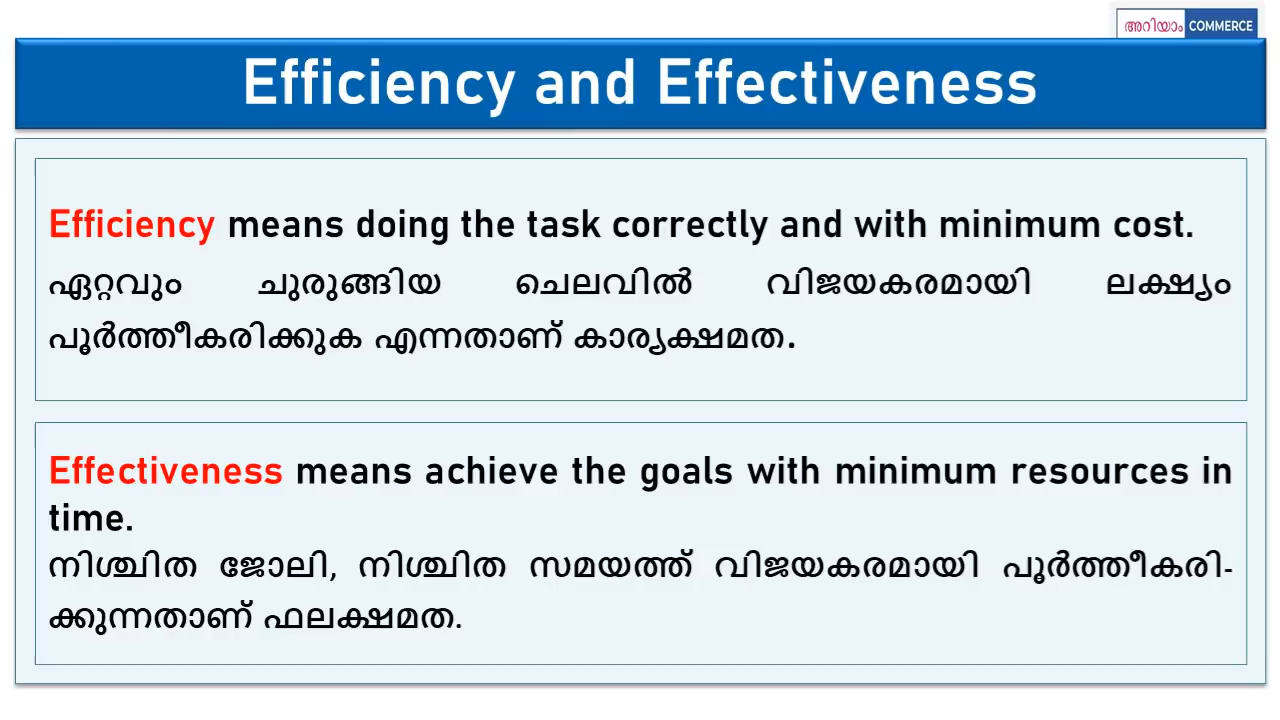 അറിയാം COMMERCE
Efficiency and Effectiveness
Efficiency means doing the task correctly and with minimum cost.
ഏറ്റവും ചുരുങ്ങിയ ചെലവിൽ വിജയകരമായി ലക്ഷ്യം
പൂർത്തീകരിക്കുക എന്നതാണ് കാര്യക്ഷമത.
Effectiveness means achieve the goals with minimum resources in
time.
നിശ്ചിത ജോലി, നിശ്ചിത സമയത്ത് വിജയകരമായി പൂർത്തീകരി-
ക്കുന്നതാണ് ഫലക്ഷമത.